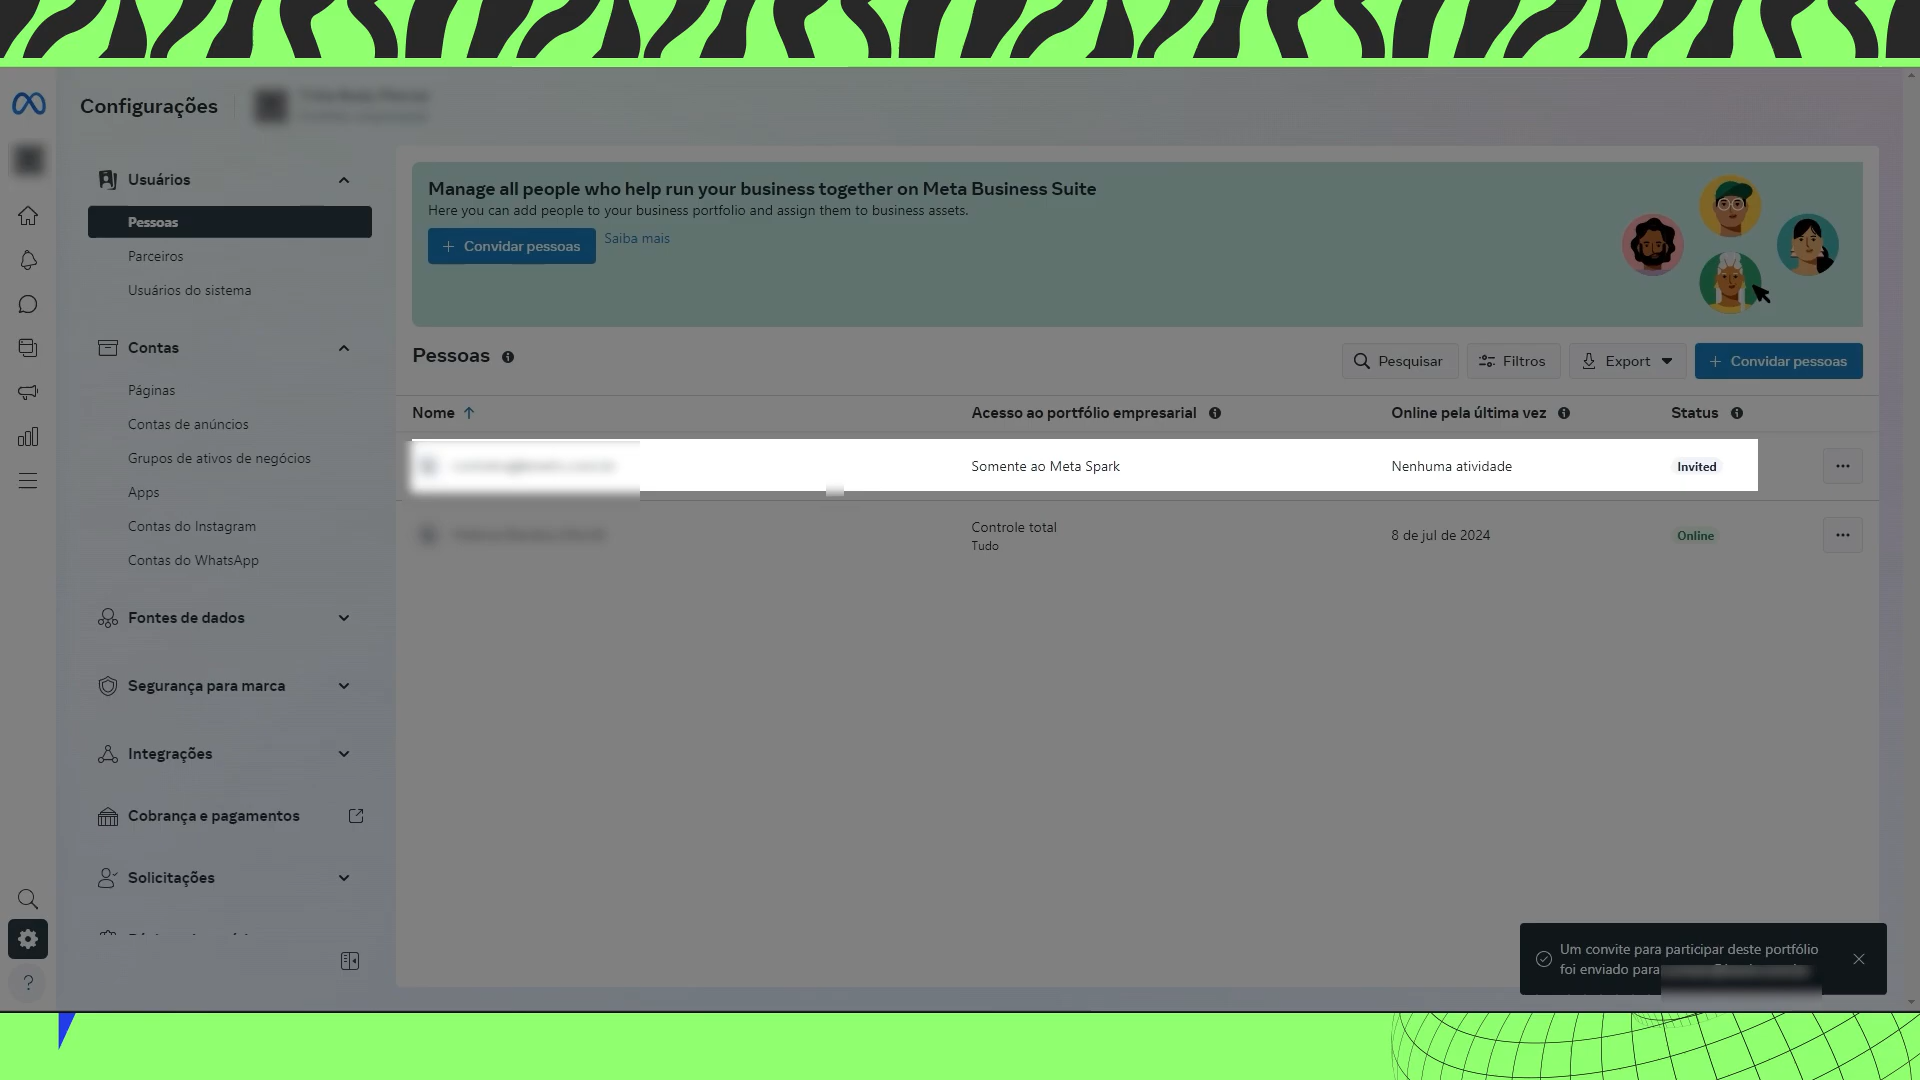 Configurações
Usuários
Pessoas
Parceiros
Usuários do sistema
Contas
Páginas
Contas de anúncios
Grupos de ativos de negócios
Apps
Contas do Instagram
Contas do WhatsApp
Fontes de dados
Segurança para marca
Integrações
Cobrança e pagamentos
Solicitações
?
Manage all people who help run your business together on Meta Business Suite
Here you can add people to your business portfolio and assign them to business assets.
+ Convidar pessoas
Saiba mais
Pessoas
Pesquisar
Filtros
Export
+ Convidar pessoas
Nome
Acesso ao portfólio empresarial
Online pela última vez
Status
Somente ao Meta Spark
Nenhuma atividade
Invited
Controle total
Tudo
8 de jul de 2024
Online
Um convite para participar deste portfólio
foi enviado para